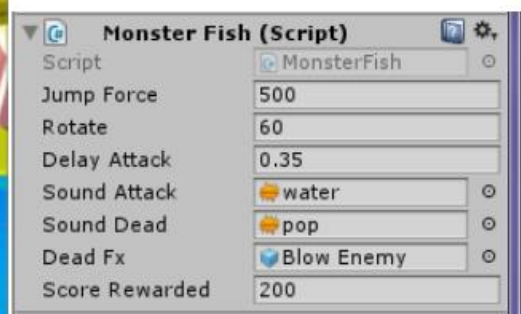 Monster Fish (Script)
Script MonsterFish
Jump Force 500
Rotate 60
Delay Attack 0.35
Sound Attack water
Sound Dead pop
Dead Fx Blow Enemy
Score Rewarded 200